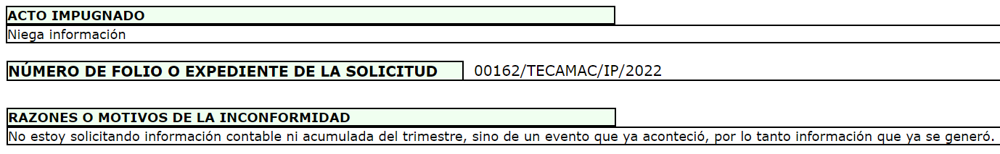 ACTO IMPUGNADO
Niega información
NÚMERO DE FOLIO O EXPEDIENTE DE LA SOLICITUD 00162/TECAMAC/IP/2022
RAZONES O MOTIVOS DE LA INCONFORMIDAD
No estoy solicitando información contable ni acumulada del trimestre, sino de un evento que ya aconteció, por lo tanto información que ya se generó.